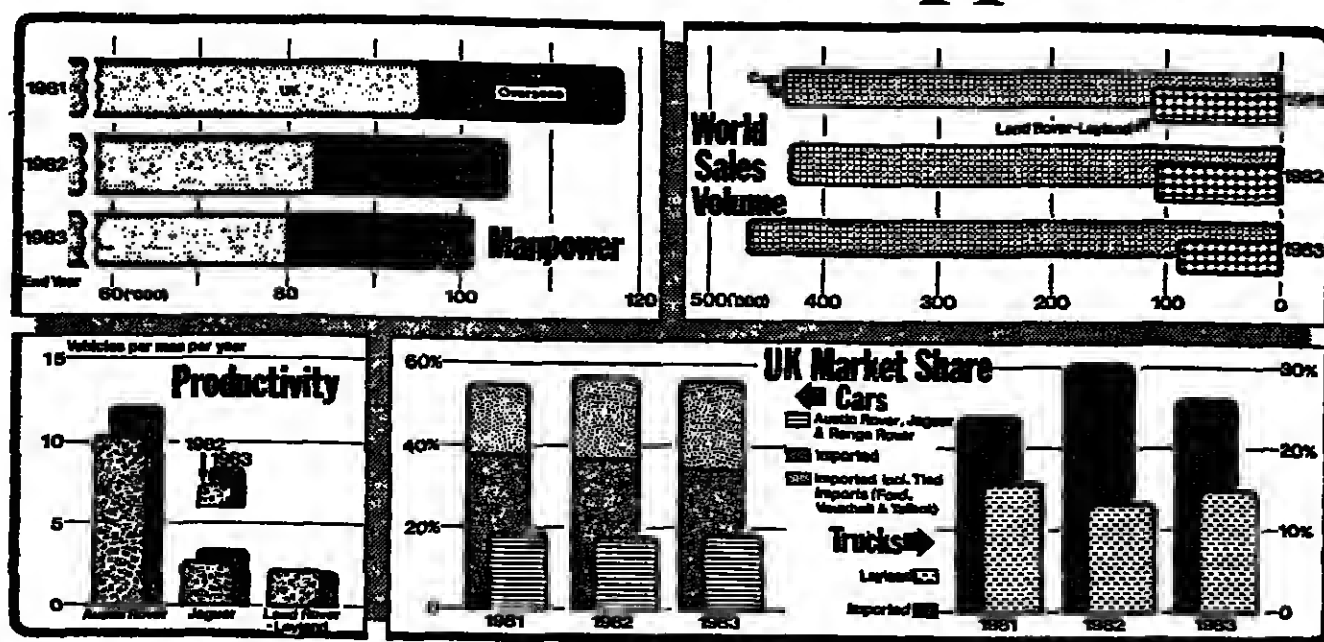 1981
UK
Overseas
1982
1983
Manpower
End Year
60('000)
80
100
120
Cars
1981
Land Rover-Leyland
World
Sales
Volume
1982
1983
500('000)
400
300
200
100
0
Vehicles per man per year
Productivity
15
10
5
0
1982
1983
Austin Rover
Jaguar
Land Rover
-Leyland
60%
40%
20%
0
1981
1982
1983
UK Market Share
Cars
Austin Rover, Jaguar
& Range Rover
Imported
Imported incl. Tied
Imports (Ford,
Vauxhall & Talbot)
Trucks
Leyland
Imported
30%
20%
10%
0
1981
1982
1983